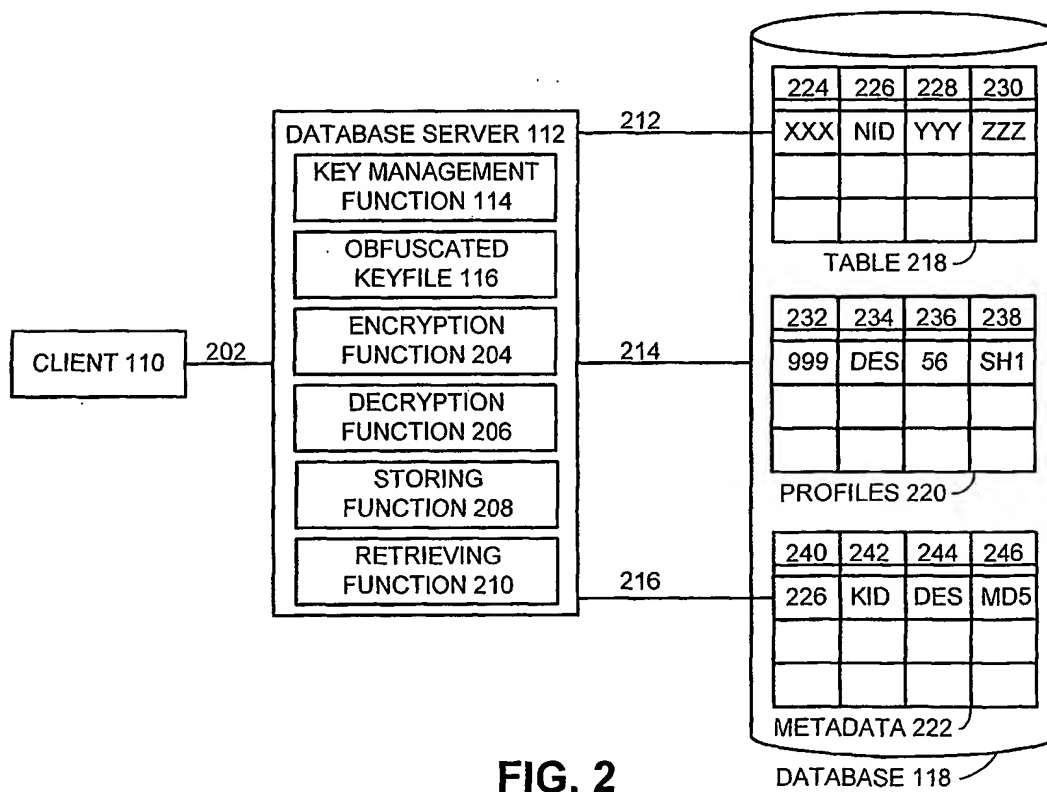 CLIENT 110
202
DATABASE SERVER 112
KEY MANAGEMENT
FUNCTION 114
OBFUSCATED
KEYFILE 116
ENCRYPTION
FUNCTION 204
DECRYPTION
FUNCTION 206
STORING
FUNCTION 208
RETRIEVING
FUNCTION 210
212
214
216
224 226 228 230
XXX NID YYY ZZZ
TABLE 218
232 234 236 238
999 DES 56 SH1
PROFILES 220
240 242 244 246
226 KID DES MD5
METADATA 222
DATABASE 118
FIG. 2